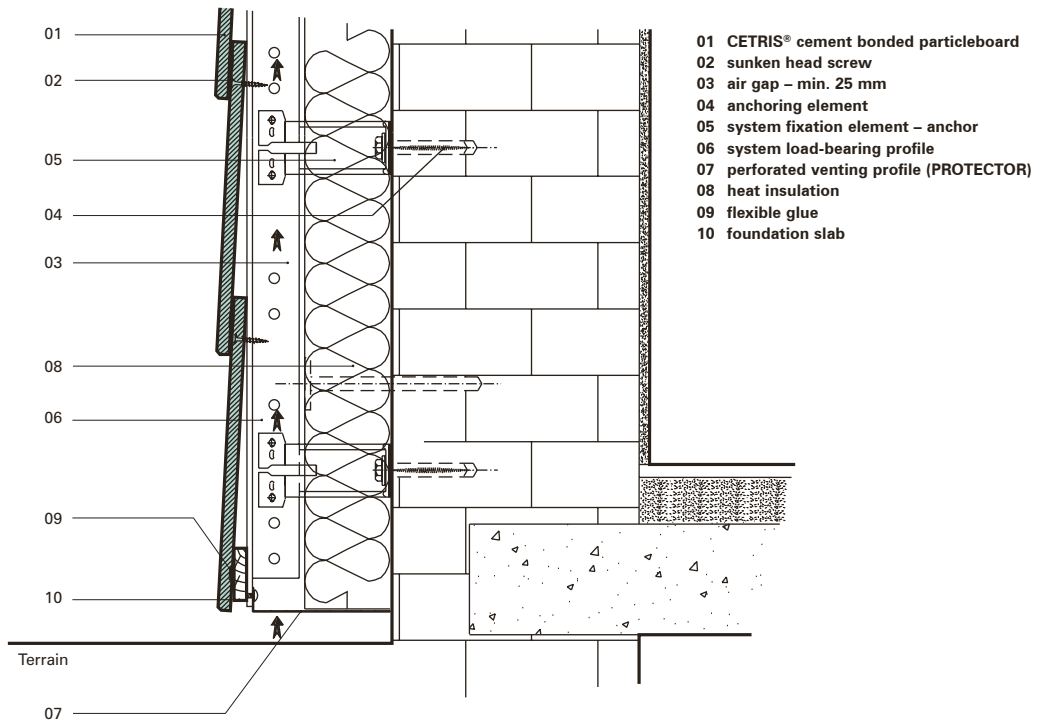 01
02
05
04
03
08
06
09
10
Terrain
07
01 CETRIS® cement bonded particleboard
02 sunken head screw
03 air gap – min. 25 mm
04 anchoring element
05 system fixation element – anchor
06 system load-bearing profile
07 perforated venting profile (PROTECTOR)
08 heat insulation
09 flexible glue
10 foundation slab